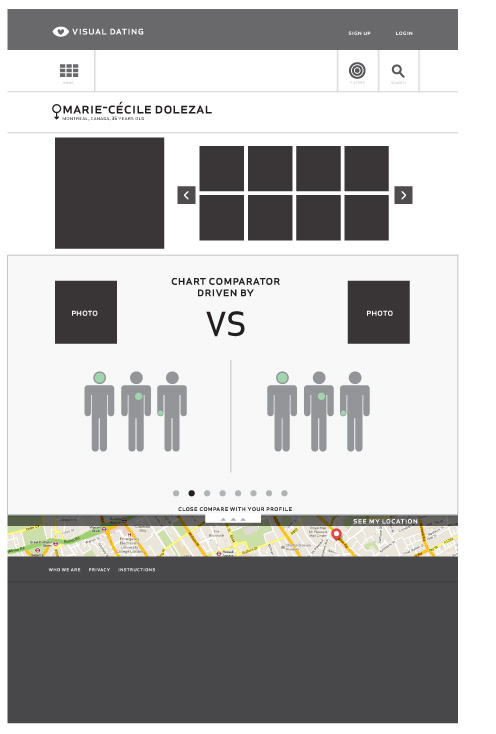 VISUAL DATING
SIGN UP LOGIN
MARIE-CÉCILE DOLEZAL
MONTREAL, CANADA, 35 YEARS OLD
CHART COMPARATOR
DRIVEN BY
PHOTO
VS
PHOTO
CLOSE COMPARE WITH YOUR PROFILE
SEE MY LOCATION
WHO WE ARE PRIVACY INSTRUCTIONS